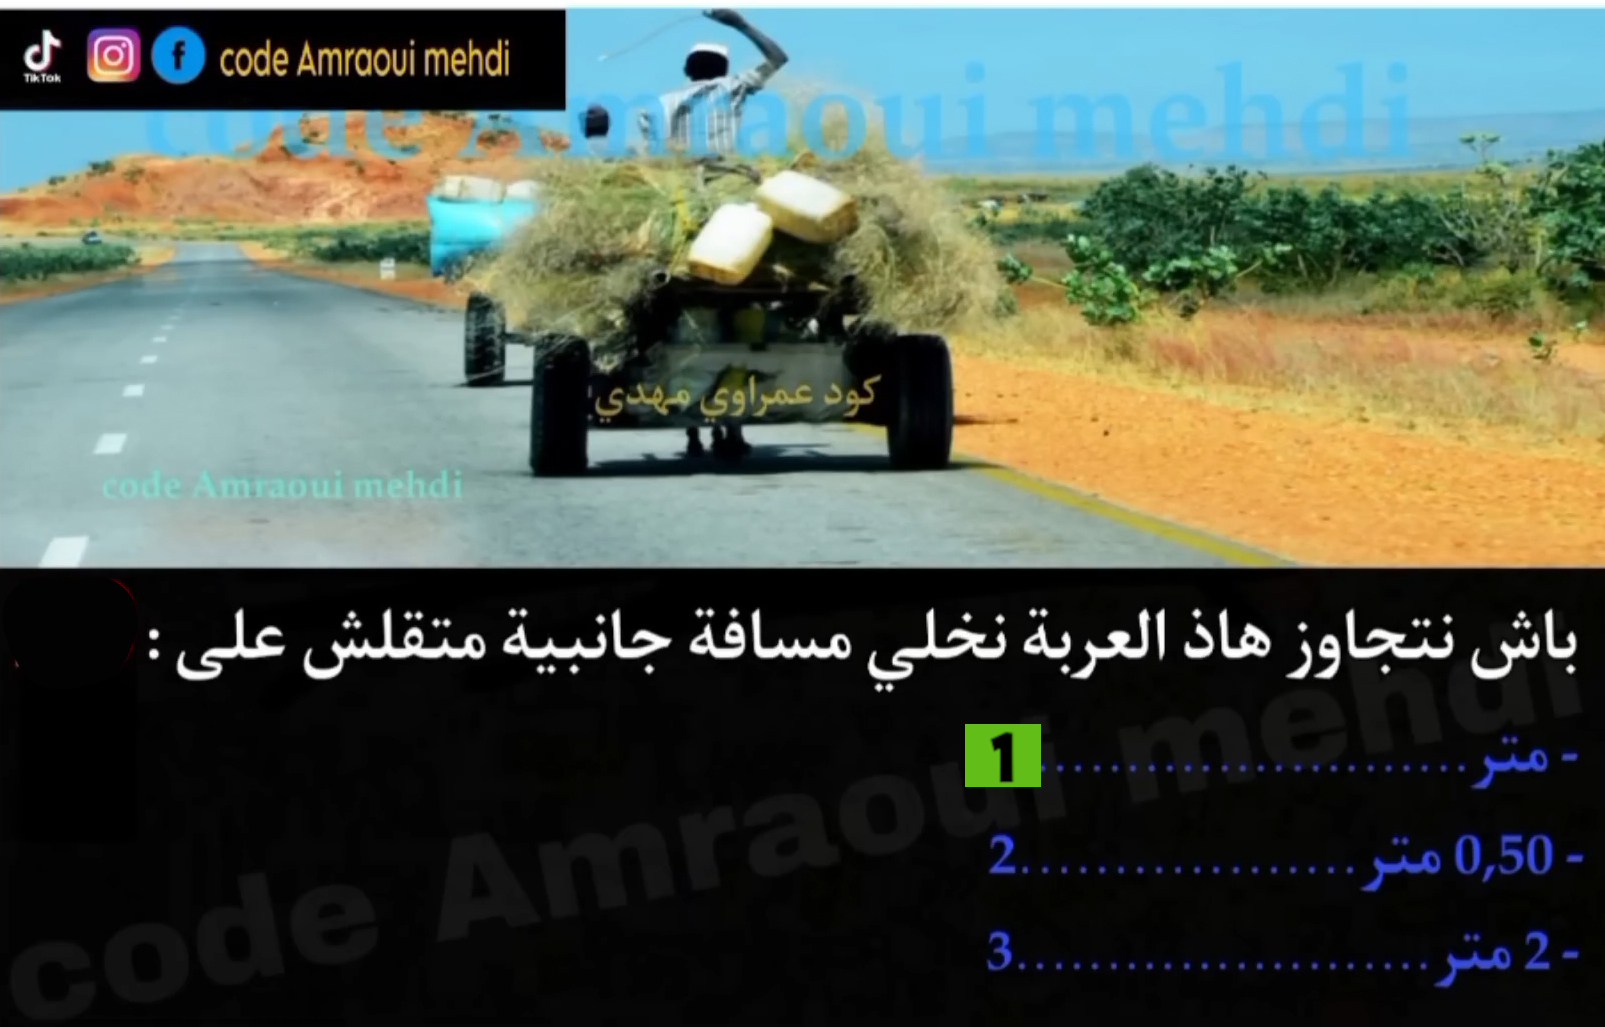 TikTok
code Amraoui mehdi
code Amraoui mehdi
كود عمراوي مهدي
code Amraoui mehdi
باش نتجاوز هاذ العربة نخلي مسافة جانبية متقلش على :
- متر........................1
- 0,50 متر..................2
- 2 متر........................3
code Amraoui mehdi